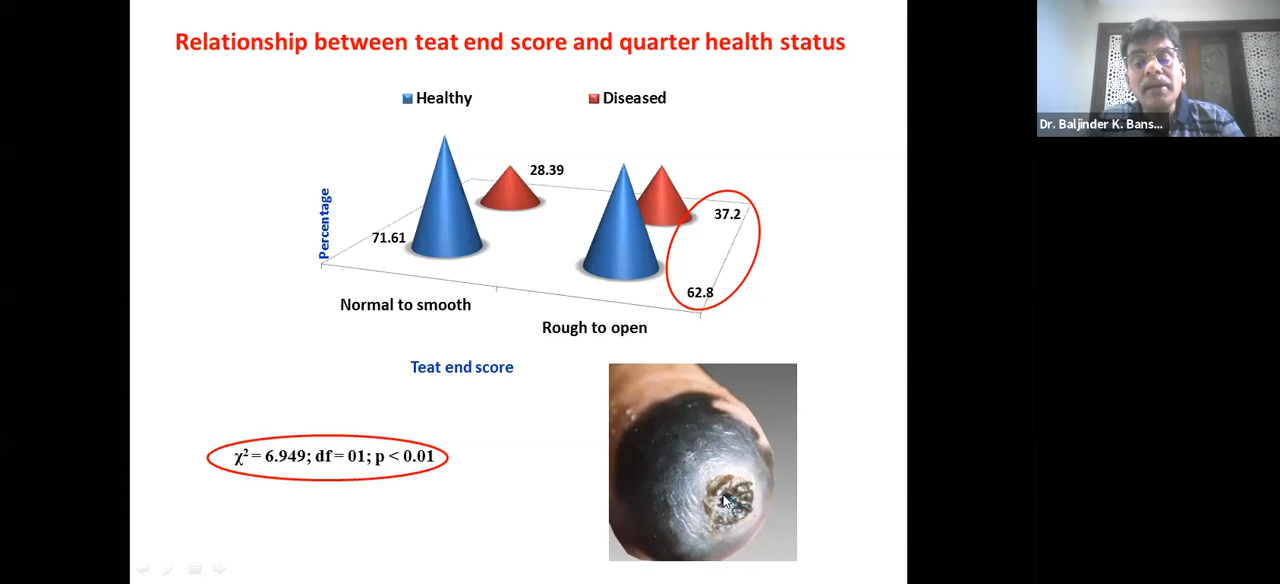 Relationship between teat end score and quarter health status
Healthy
Diseased
Percentage
71.61
28.39
37.2
62.8
Normal to smooth
Rough to open
Teat end score
χ² = 6.949; df = 01; p < 0.01
Dr. Baljinder K. Bans...